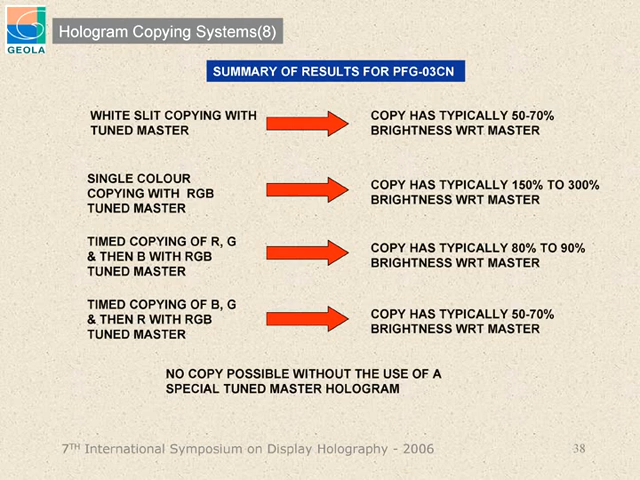 GEOLA
Hologram Copying Systems(8)
SUMMARY OF RESULTS FOR PFG-03CN
WHITE SLIT COPYING WITH
TUNED MASTER
COPY HAS TYPICALLY 50-70%
BRIGHTNESS WRT MASTER
SINGLE COLOUR
COPYING WITH RGB
TUNED MASTER
COPY HAS TYPICALLY 150% TO 300%
BRIGHTNESS WRT MASTER
TIMED COPYING OF R, G
& THEN B WITH RGB
TUNED MASTER
COPY HAS TYPICALLY 80% TO 90%
BRIGHTNESS WRT MASTER
TIMED COPYING OF B, G
& THEN R WITH RGB
TUNED MASTER
COPY HAS TYPICALLY 50-70%
BRIGHTNESS WRT MASTER
NO COPY POSSIBLE WITHOUT THE USE OF A
SPECIAL TUNED MASTER HOLOGRAM
7TH International Symposium on Display Holography - 2006
38